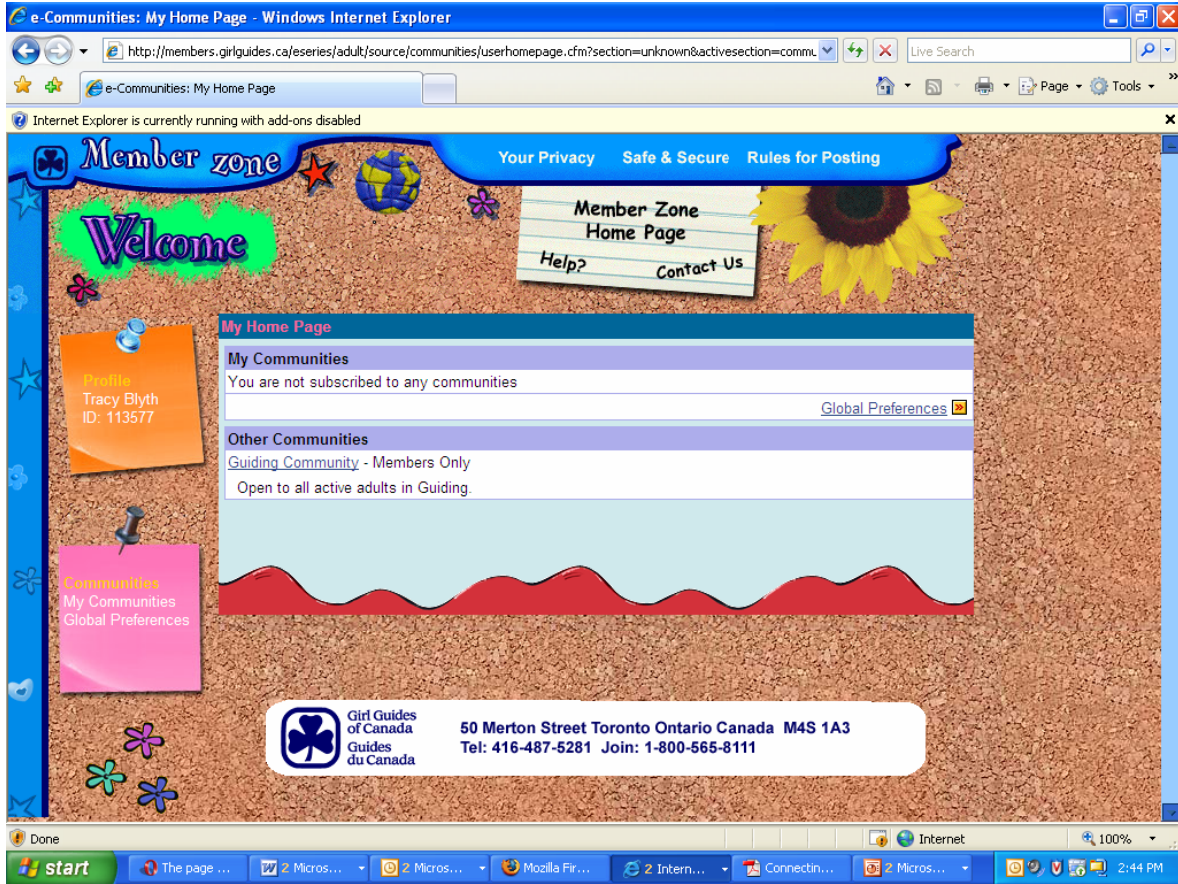 e-Communities: My Home Page - Windows Internet Explorer
http://members.girlguides.ca/eseries/adult/source/communities/userhomepage.cfm?section=unknown&activesection=commu
Live Search
e-Communities: My Home Page
Page
Tools
Internet Explorer is currently running with add-ons disabled
Member zone
Your Privacy Safe & Secure Rules for Posting
Welcome
Member Zone
Home Page
Help? Contact Us
My Home Page
My Communities
You are not subscribed to any communities
Global Preferences
Other Communities
Guiding Community - Members Only
Open to all active adults in Guiding.
Profile
Tracy Blyth
ID: 113577
Communities
My Communities
Global Preferences
Girl Guides
of Canada
Guides
du Canada
50 Merton Street Toronto Ontario Canada M4S 1A3
Tel: 416-487-5281 Join: 1-800-565-8111
Done
Internet
100%
start
The page ...
2 Micros...
2 Micros...
Mozilla Fir...
2 Intern...
Connectin...
2 Micros...
2:44 PM